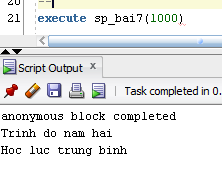 20 --
21 execute sp_bai7(1000)
Script Output ×
Task completed in 0.
anonymous block completed
Trinh do nam hai
Hoc luc trung binh